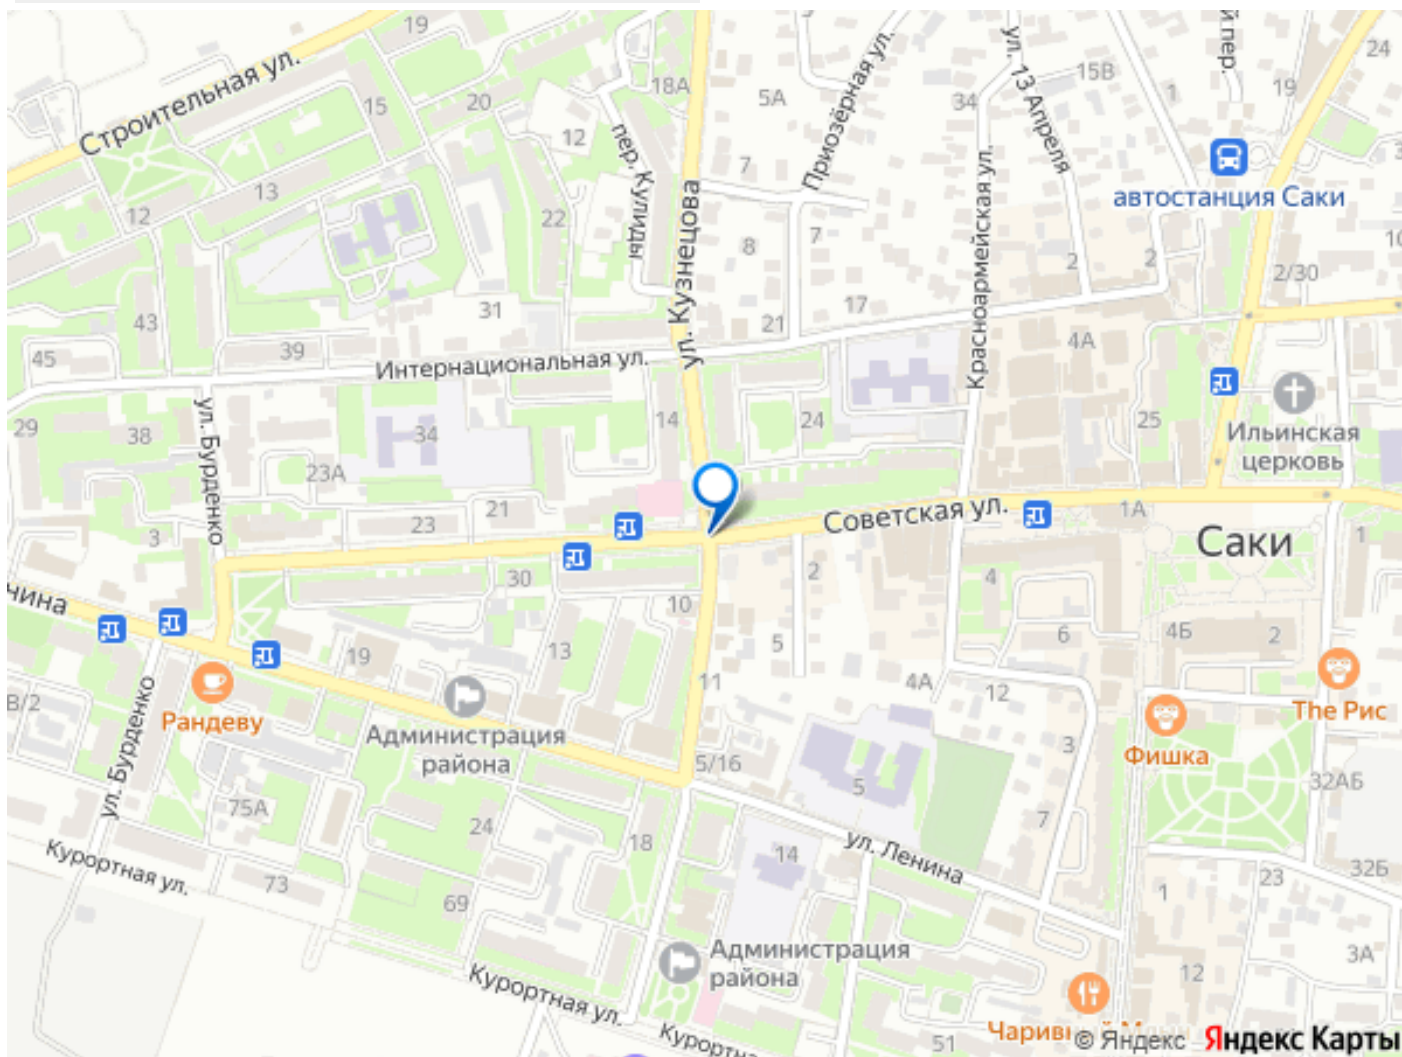 19
24
й пер.
Строительная ул.
18А
5А
34
15В
1
19
15
20
12
пер. Кулиды
Приозёрная ул.
ул. 13 Апреля
автостанция Саки
13
12
22
7
7
8
Красноармейская ул.
2
2
10
2/30
ул. Кузнецова
43
31
17
21
45
39
Интернациональная ул.
4А
29
38
34
14
24
25
Ильинская
церковь
ул. Бурденко
23А
21
23
3
Советская ул.
1А
Саки
1
нина
30
10
2
4
6
4Б
2
19
13
5
11
4А
12
В/2
Рандеву
Администрация
района
The Рис
Фишка
ул. Бурденко
5/16
5
3
32АБ
75А
24
18
7
ул. Ленина
14
Курортная ул.
73
69
1
23
32Б
Администрация
района
3А
12
Курортная ул.
Курортна
51
Чарив
© Яндекс
Яндекс Карты